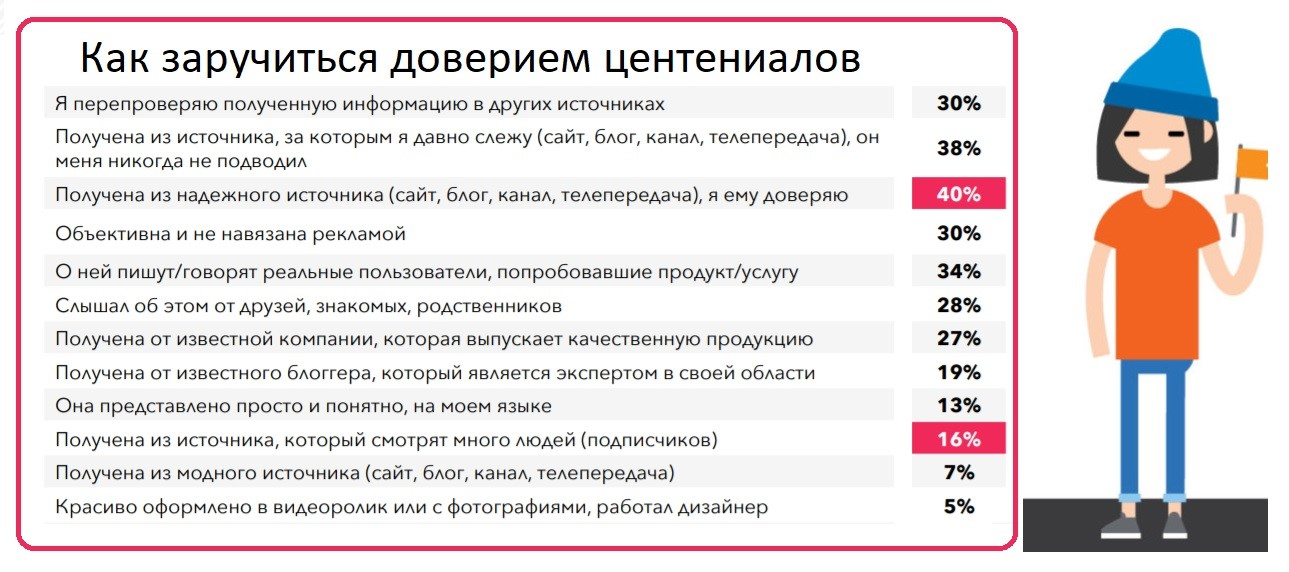 Как заручиться доверием центениалов
Я перепроверяю полученную информацию в других источниках 30%
Получена из источника, за которым я давно слежу (сайт, блог, канал, телепередача), он
меня никогда не подводил 38%
Получена из надежного источника (сайт, блог, канал, телепередача), я ему доверяю 40%
Объективна и не навязана рекламой 30%
О ней пишут/говорят реальные пользователи, попробовавшие продукт/услугу 34%
Слышал об этом от друзей, знакомых, родственников 28%
Получена от известной компании, которая выпускает качественную продукцию 27%
Получена от известного блоггера, который является экспертом в своей области 19%
Она представлено просто и понятно, на моем языке 13%
Получена из источника, который смотрят много людей (подписчиков) 16%
Получена из модного источника (сайт, блог, канал, телепередача) 7%
Красиво оформлено в видеоролик или с фотографиями, работал дизайнер 5%